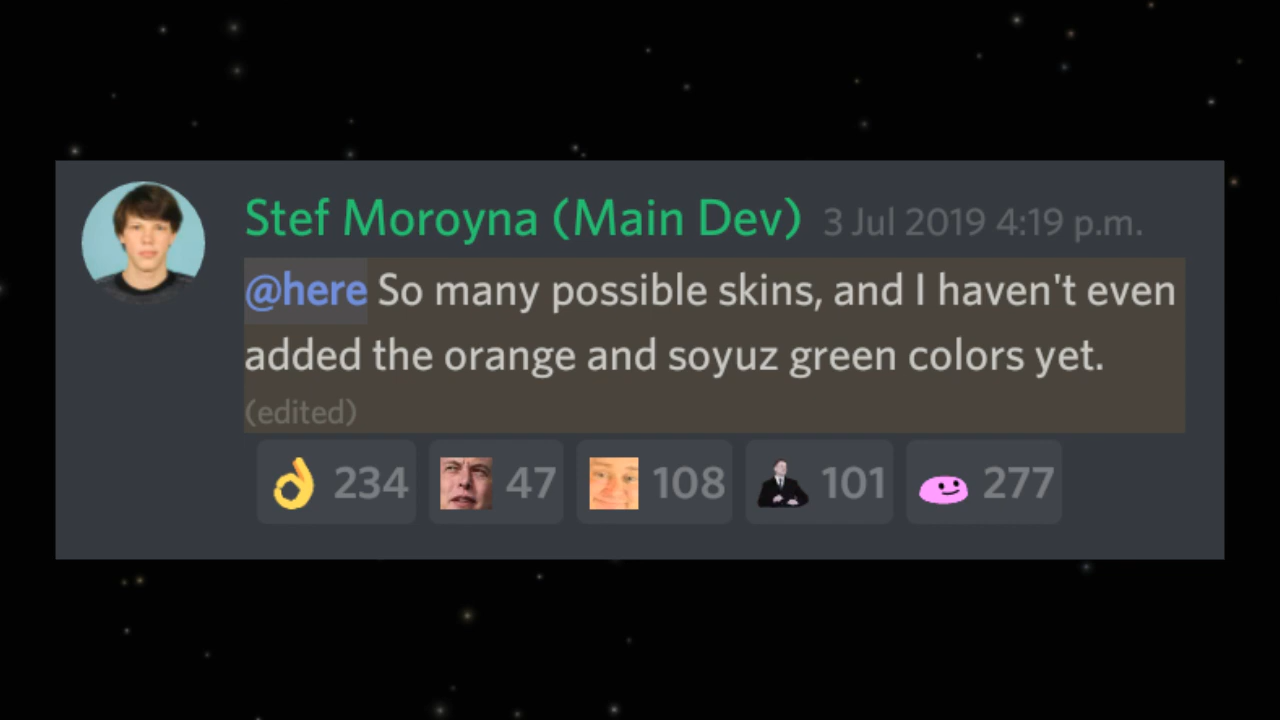 Stef Moroyna (Main Dev) 3 Jul 2019 4:19 p.m.
@here So many possible skins, and I haven't even
added the orange and soyuz green colors yet.
(edited)
234 47 108 101 277